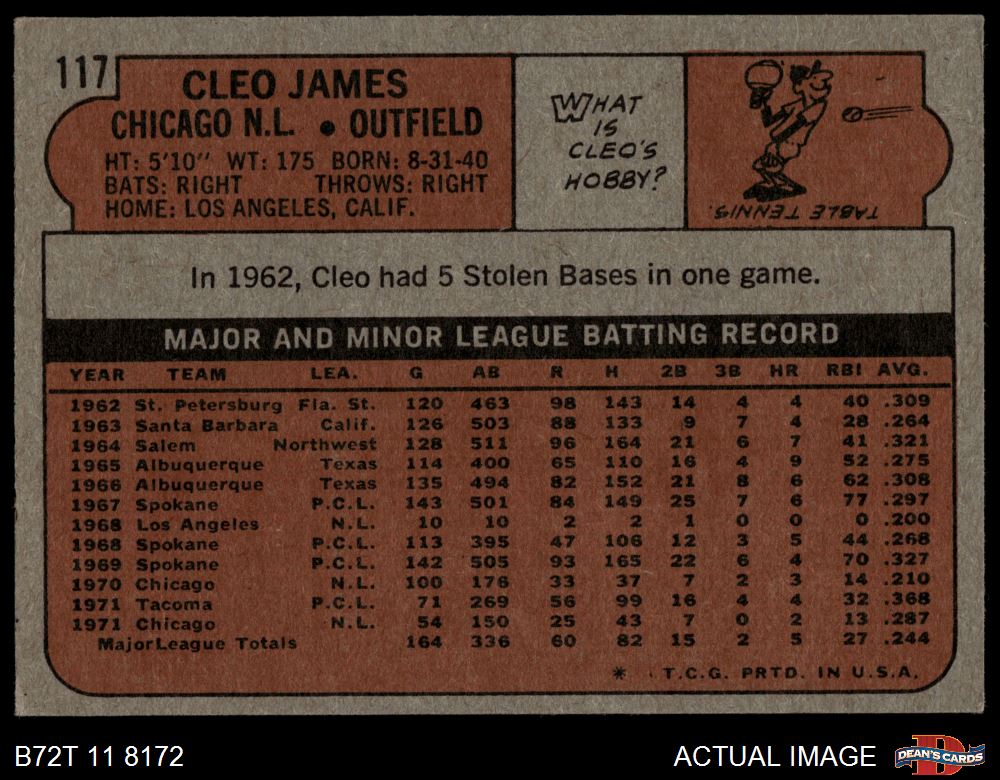 117
CLEO JAMES
CHICAGO N.L. • OUTFIELD
HT: 5'10" WT: 175 BORN: 8-31-40
BATS: RIGHT THROWS: RIGHT
HOME: LOS ANGELES, CALIF.
WHAT
IS
CLEO'S
HOBBY?
TABLE TENNIS.
In 1962, Cleo had 5 Stolen Bases in one game.
MAJOR AND MINOR LEAGUE BATTING RECORD
YEAR TEAM LEA. G AB R H 2B 3B HR RBI AVG.
1962 St. Petersburg Fla. St. 120 463 98 143 14 4 4 40 .309
1963 Santa Barbara Calif. 126 503 88 133 9 7 4 28 .264
1964 Salem Northwest 128 511 96 164 21 6 7 41 .321
1965 Albuquerque Texas 114 400 65 110 16 4 9 52 .275
1966 Albuquerque Texas 135 494 82 152 21 8 6 62 .308
1967 Spokane P.C.L. 143 501 84 149 25 7 6 77 .297
1968 Los Angeles N.L. 10 10 2 2 1 0 0 0 .200
1968 Spokane P.C.L. 113 395 47 106 12 3 5 44 .268
1969 Spokane P.C.L. 142 505 93 165 22 6 4 70 .327
1970 Chicago N.L. 100 176 33 37 7 2 3 14 .210
1971 Tacoma P.C.L. 71 269 56 99 16 4 4 32 .368
1971 Chicago N.L. 54 150 25 43 7 0 2 13 .287
Major League Totals 164 336 60 82 15 2 5 27 .244
* T.C.G. PRTD. IN U.S.A.
B72T 11 8172
ACTUAL IMAGE
DEAN'S CARDS